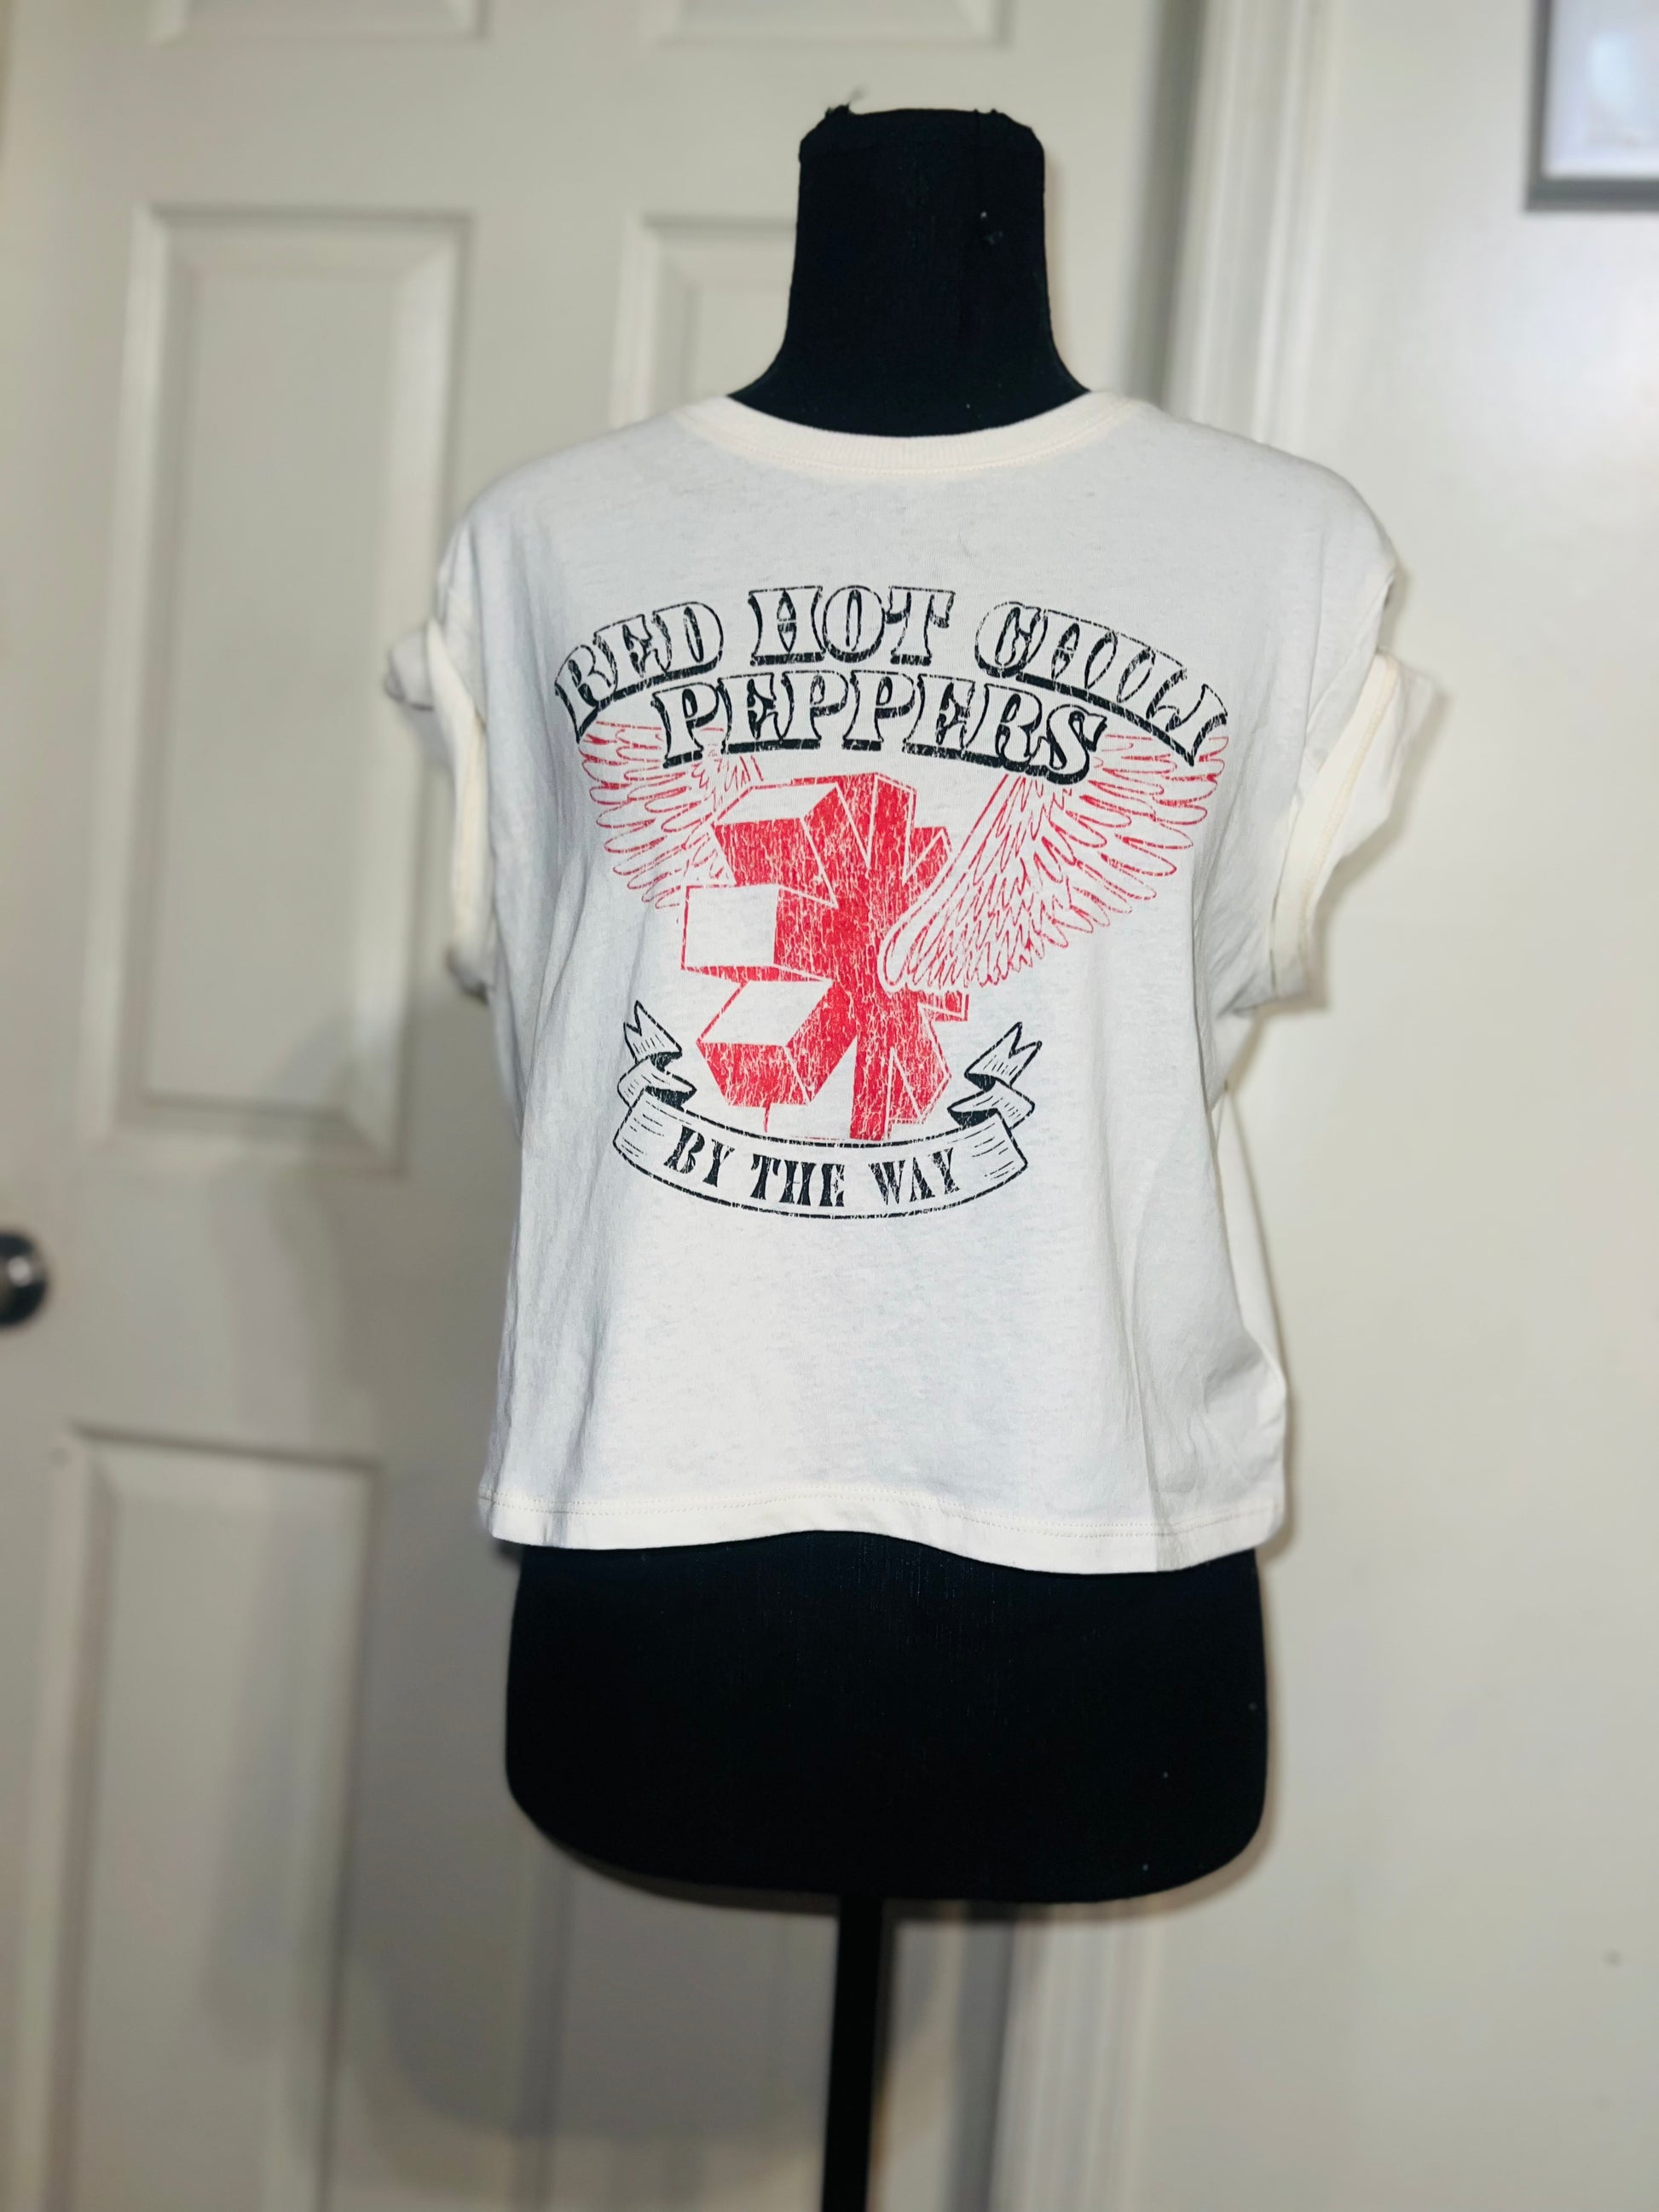 RED HOT CHILI
PEPPERS
BY THE WAY